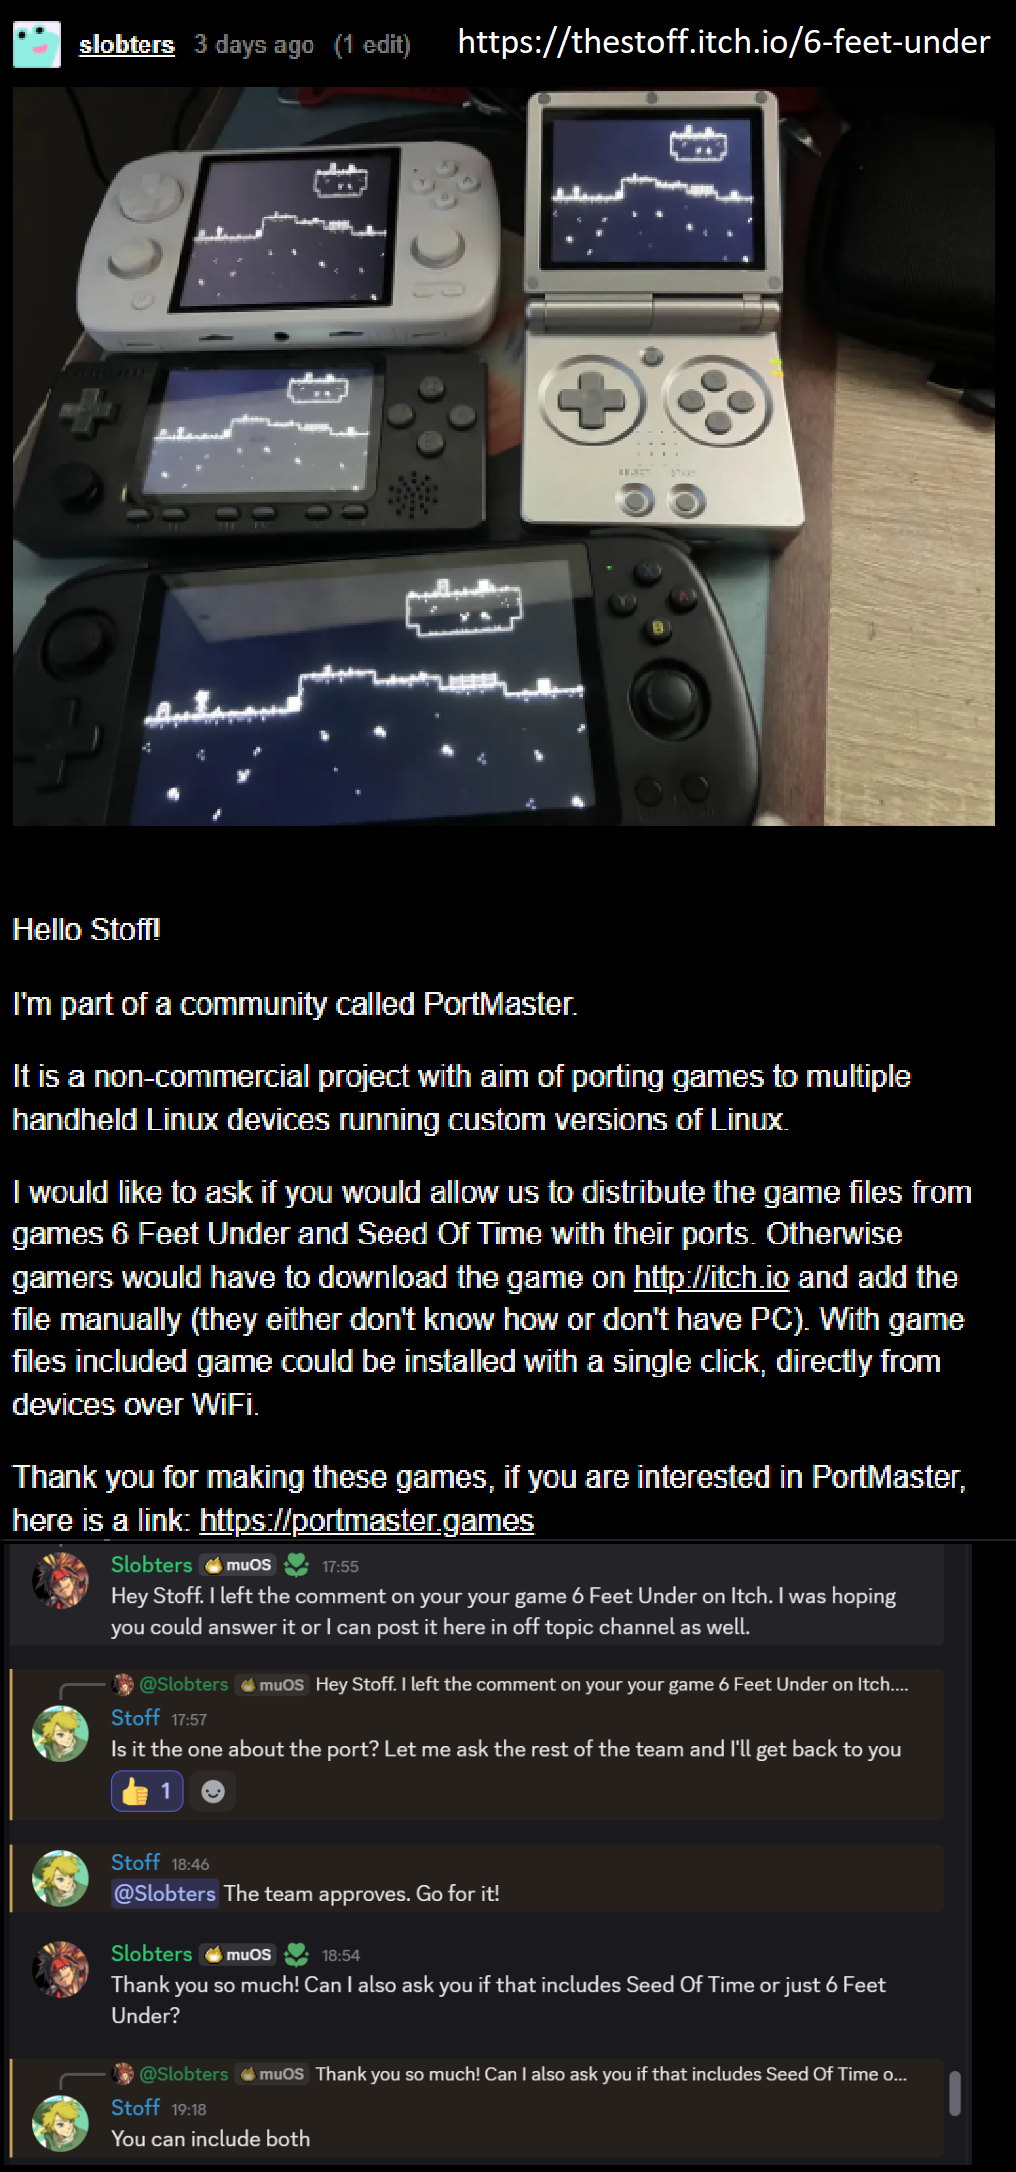 slobters 3 days ago (1 edit) https://thestoff.itch.io/6-feet-under
X
Y
A
B
SELECT START
Hello Stoff!
I'm part of a community called PortMaster.
It is a non-commercial project with aim of porting games to multiple
handheld Linux devices running custom versions of Linux.
I would like to ask if you would allow us to distribute the game files from
games 6 Feet Under and Seed Of Time with their ports. Otherwise
gamers would have to download the game on http://itch.io and add the
file manually (they either don't know how or don't have PC). With game
files included game could be installed with a single click, directly from
devices over WiFi.
Thank you for making these games, if you are interested in PortMaster,
here is a link: https://portmaster.games
Slobters muOS 17:55
Hey Stoff. I left the comment on your your game 6 Feet Under on Itch. I was hoping
you could answer it or I can post it here in off topic channel as well.
@Slobters muOS Hey Stoff. I left the comment on your your game 6 Feet Under on Itch....
Stoff 17:57
Is it the one about the port? Let me ask the rest of the team and I'll get back to you
1
Stoff 18:46
@Slobters The team approves. Go for it!
Slobters muOS 18:54
Thank you so much! Can I also ask you if that includes Seed Of Time or just 6 Feet
Under?
@Slobters muOS Thank you so much! Can I also ask you if that includes Seed Of Time o...
Stoff 19:18
You can include both